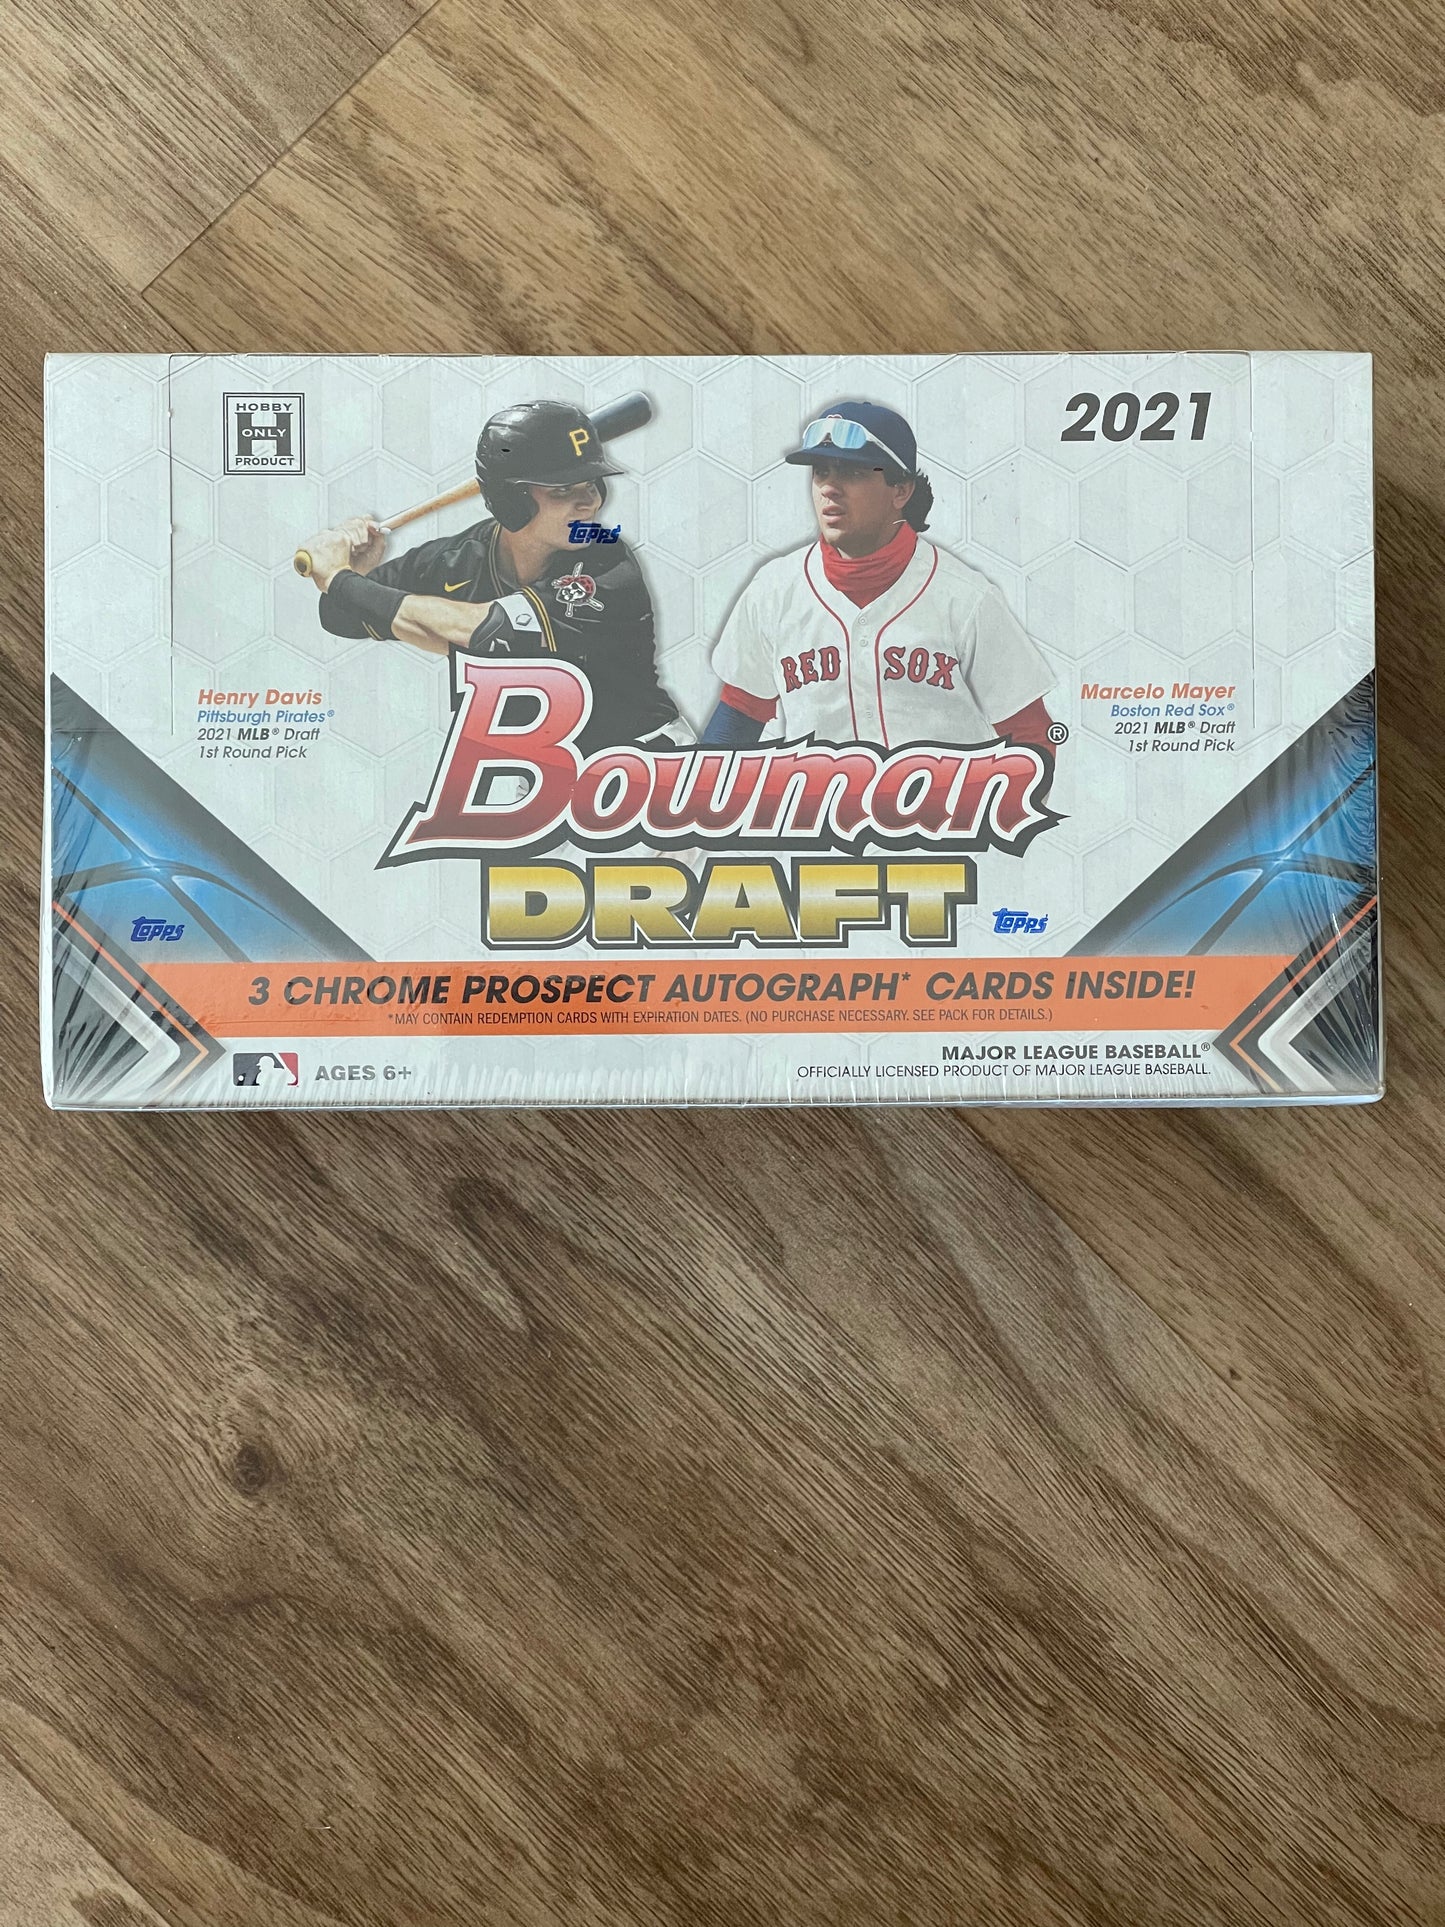 HOBBY
ONLY
H
PRODUCT
2021
P
Topps
RED SOX
Henry Davis
Pittsburgh Pirates®
2021 MLB® Draft
1st Round Pick
Marcelo Mayer
Boston Red Sox®
2021 MLB® Draft
1st Round Pick
Bowman®
DRAFT
Topps
Topps
3 CHROME PROSPECT AUTOGRAPH* CARDS INSIDE!
*MAY CONTAIN REDEMPTION CARDS WITH EXPIRATION DATES. (NO PURCHASE NECESSARY. SEE PACK FOR DETAILS.)
AGES 6+
MAJOR LEAGUE BASEBALL®
OFFICIALLY LICENSED PRODUCT OF MAJOR LEAGUE BASEBALL.